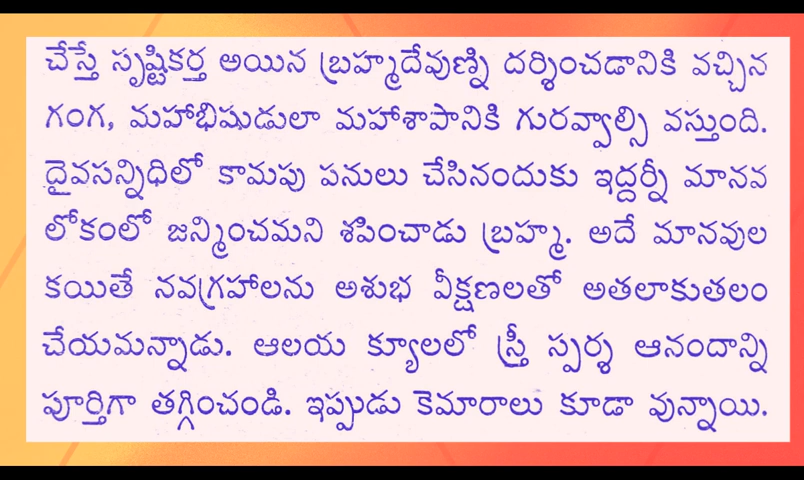 చేస్తే సృష్టికర్త అయిన బ్రహ్మదేవుణ్ని దర్శించడానికి వచ్చిన
గంగ, మహాభిషుడులా మహాశాపానికి గురవ్వాల్సి వస్తుంది.
దైవసన్నిధిలో కామపు పనులు చేసినందుకు ఇద్దర్నీ మానవ
లోకంలో జన్మించమని శపించాడు బ్రహ్మ. అదే మానవుల
కయితే నవగ్రహాలను అశుభ వీక్షణలతో అతలాకుతలం
చేయమన్నాడు. ఆలయ క్యూలలో స్త్రీ స్పర్శ ఆనందాన్ని
పూర్తిగా తగ్గించండి. ఇప్పుడు కెమారాలు కూడా వున్నాయి.